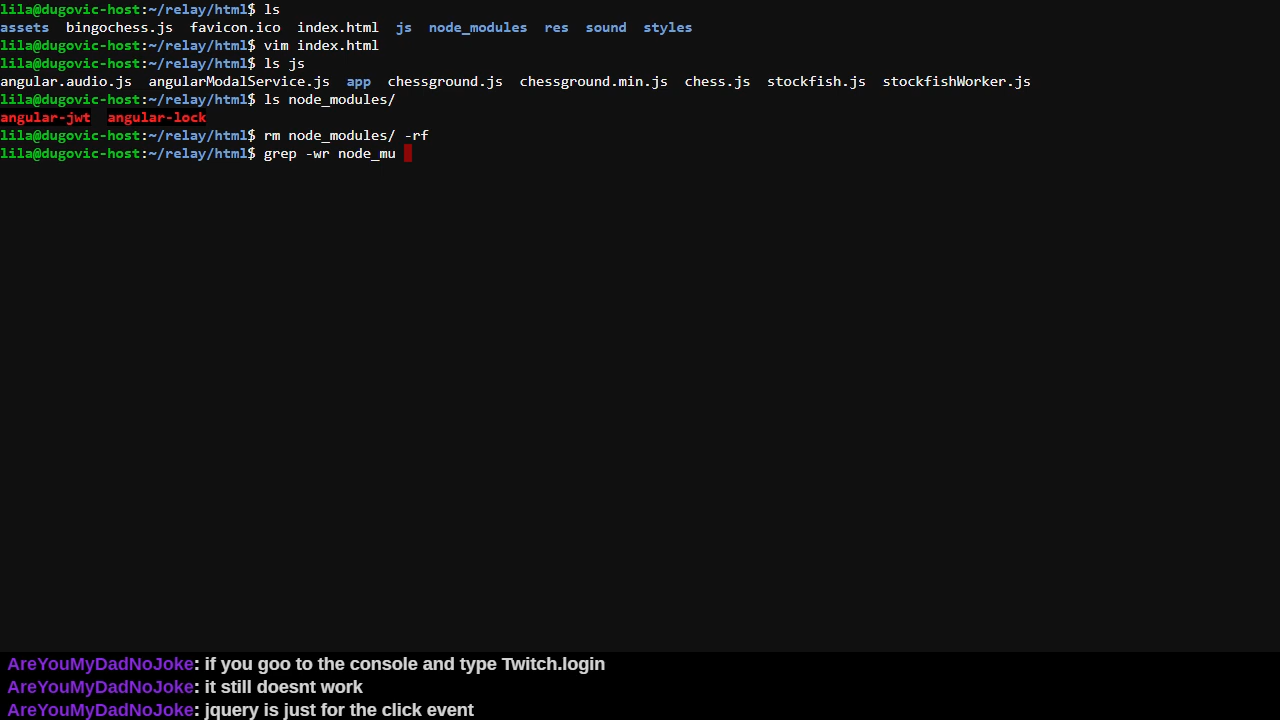 lila@dugovic-host:~/relay/html$ ls
assets  bingochess.js  favicon.ico  index.html  js  node_modules  res  sound  styles
lila@dugovic-host:~/relay/html$ vim index.html
lila@dugovic-host:~/relay/html$ ls js
angular.audio.js  angularModalService.js  app  chessground.js  chessground.min.js  chess.js  stockfish.js  stockfishWorker.js
lila@dugovic-host:~/relay/html$ ls node_modules/
angular-jwt  angular-lock
lila@dugovic-host:~/relay/html$ rm node_modules/ -rf
lila@dugovic-host:~/relay/html$ grep -wr node_mu
AreYouMyDadNoJoke: if you goo to the console and type Twitch.login
AreYouMyDadNoJoke: it still doesnt work
AreYouMyDadNoJoke: jquery is just for the click event